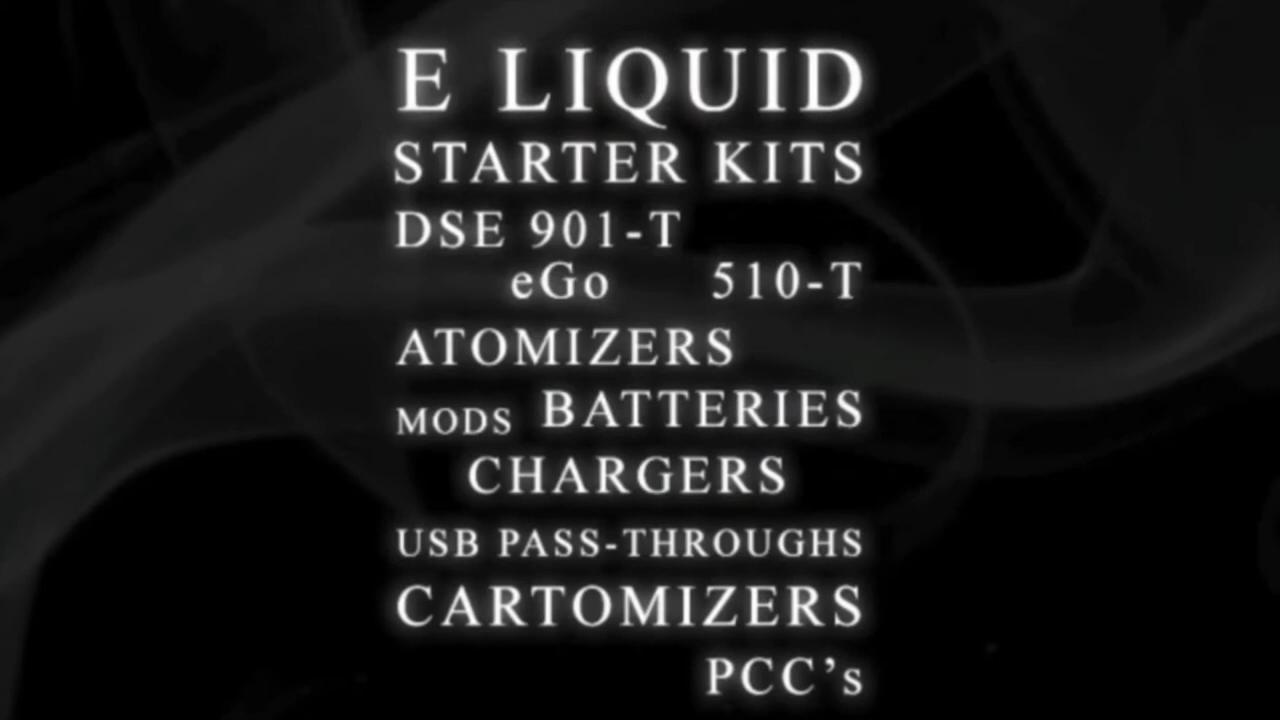 E LIQUID
STARTER KITS
DSE 901-T
eGo 510-T
ATOMIZERS
MODS BATTERIES
CHARGERS
USB PASS-THROUGHS
CARTOMIZERS
PCC's